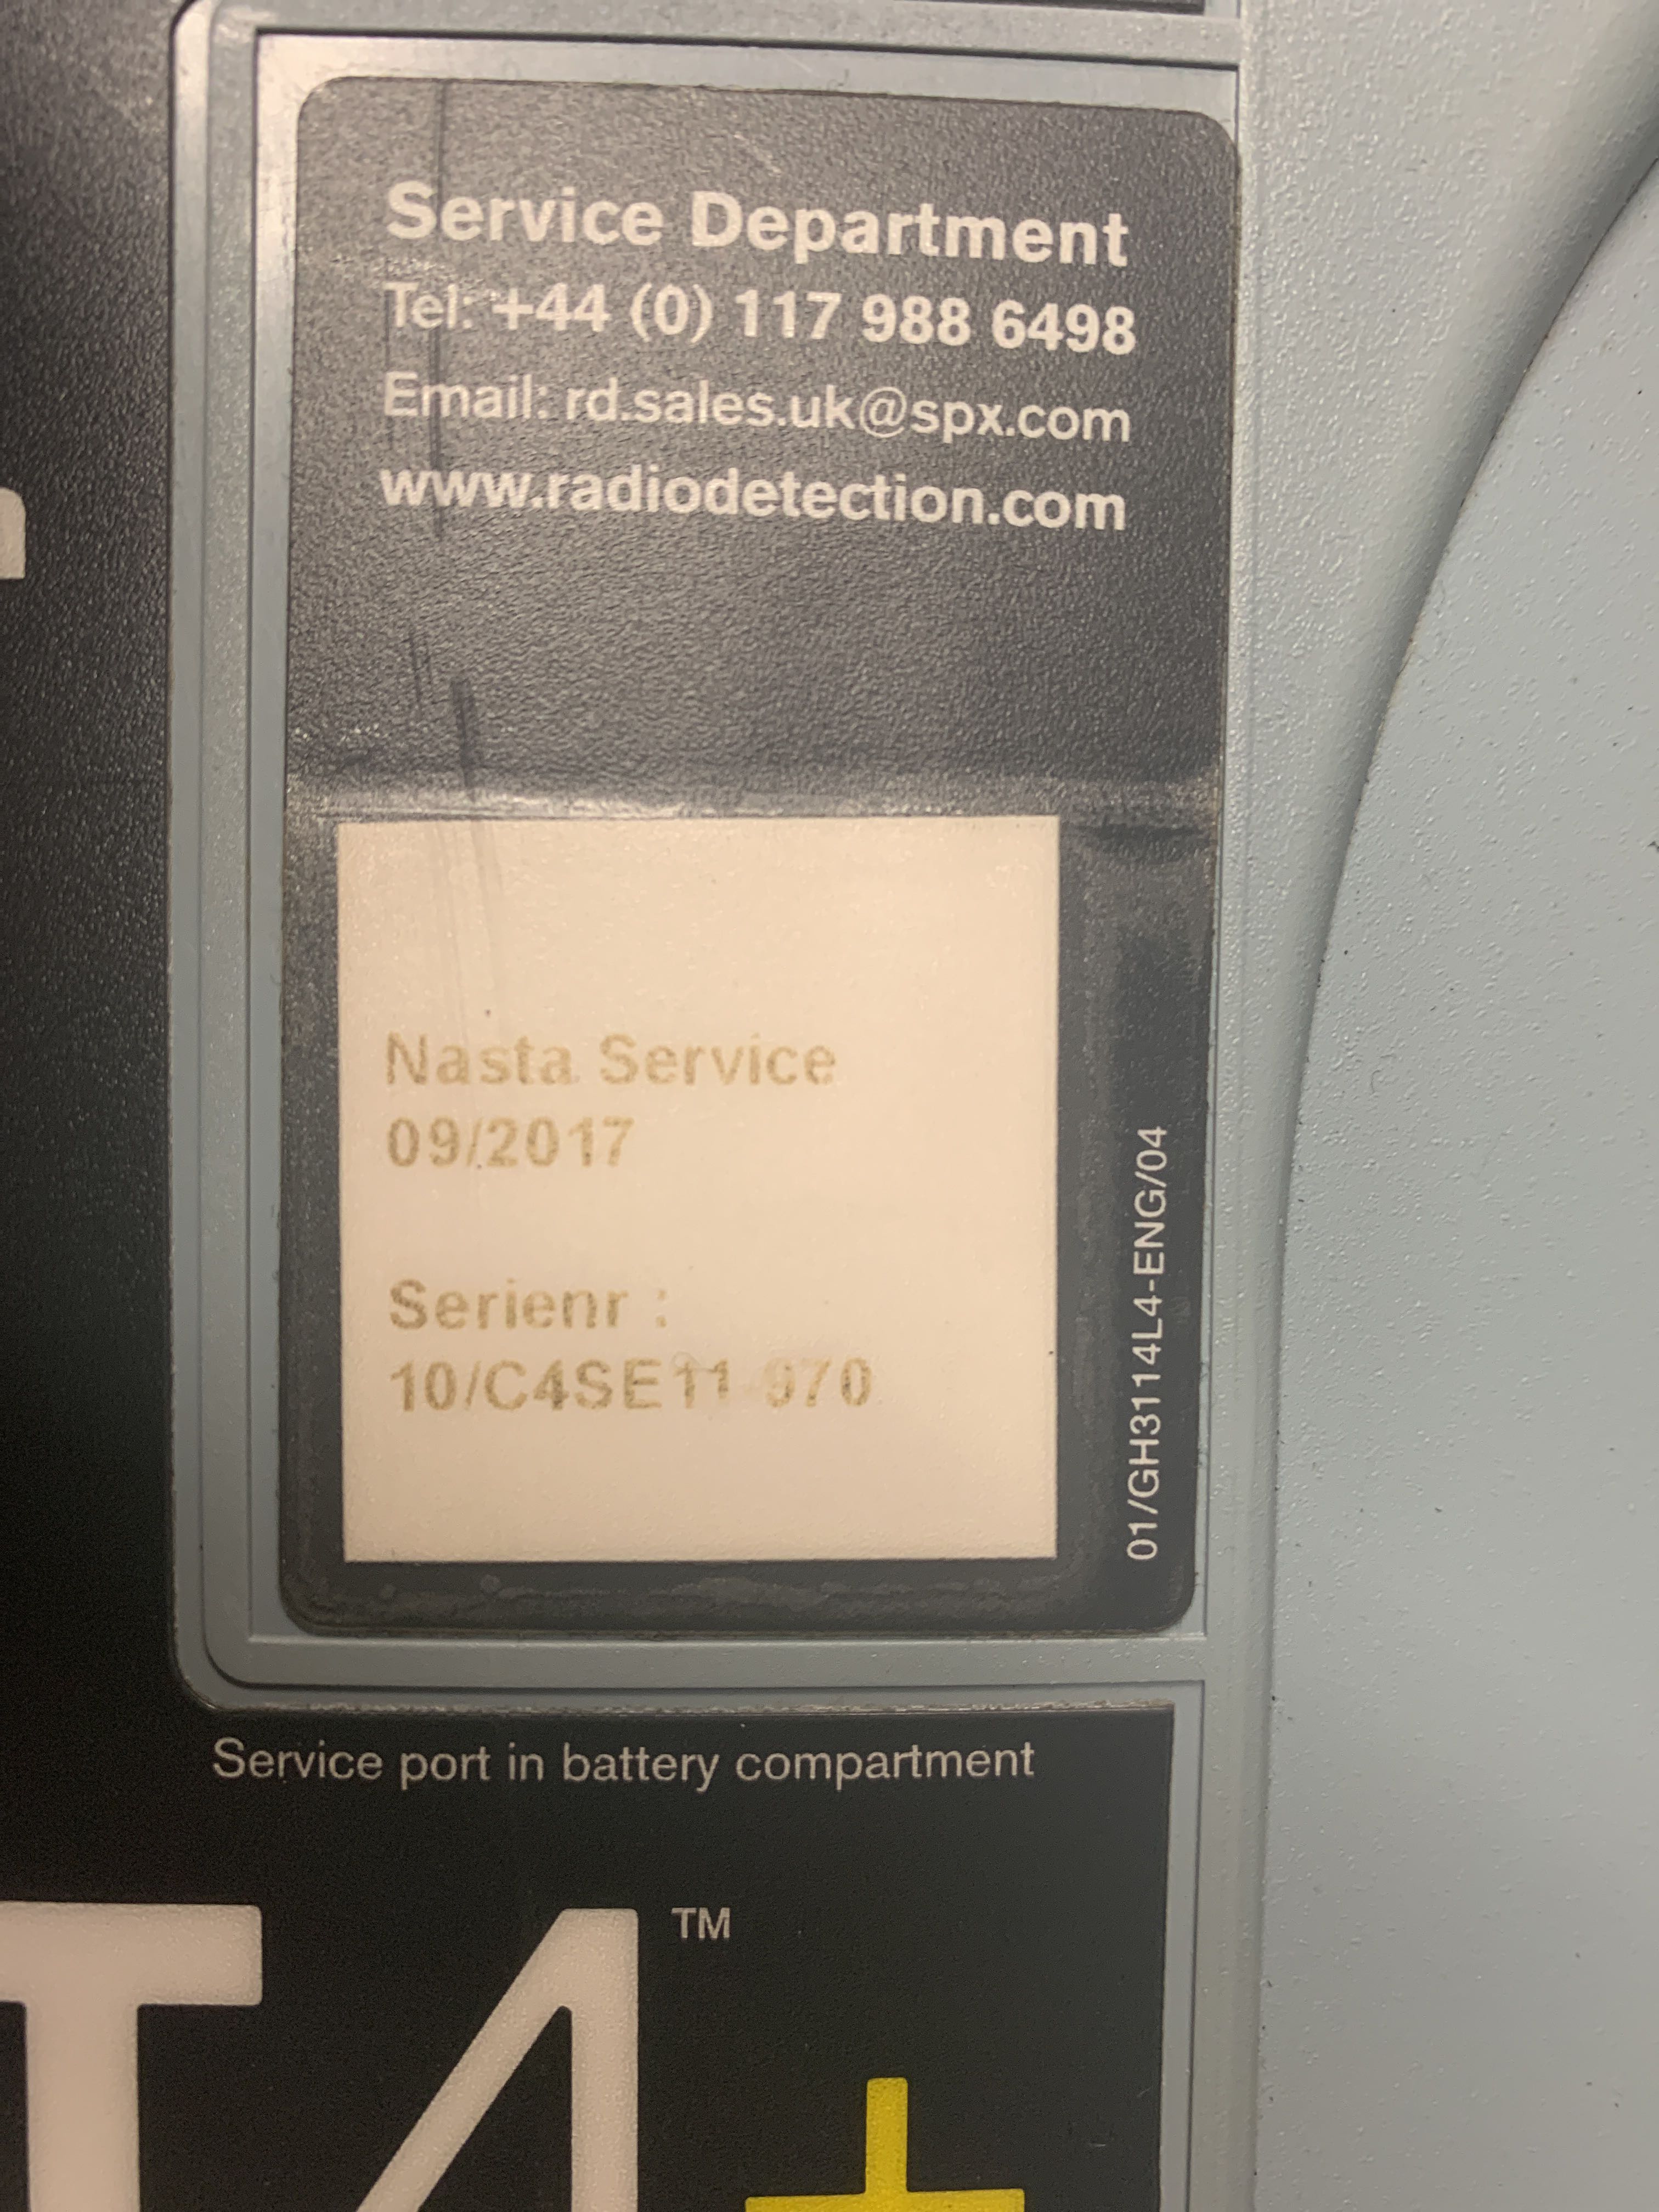 Service Department
Tel: +44 (0) 117 988 6498
Email: rd.sales.uk@spx.com
www.radiodetection.com
Nasta Service
09/2017
Serienr :
01/GH3114L4-ENG/04
Service port in battery compartment
T4™+